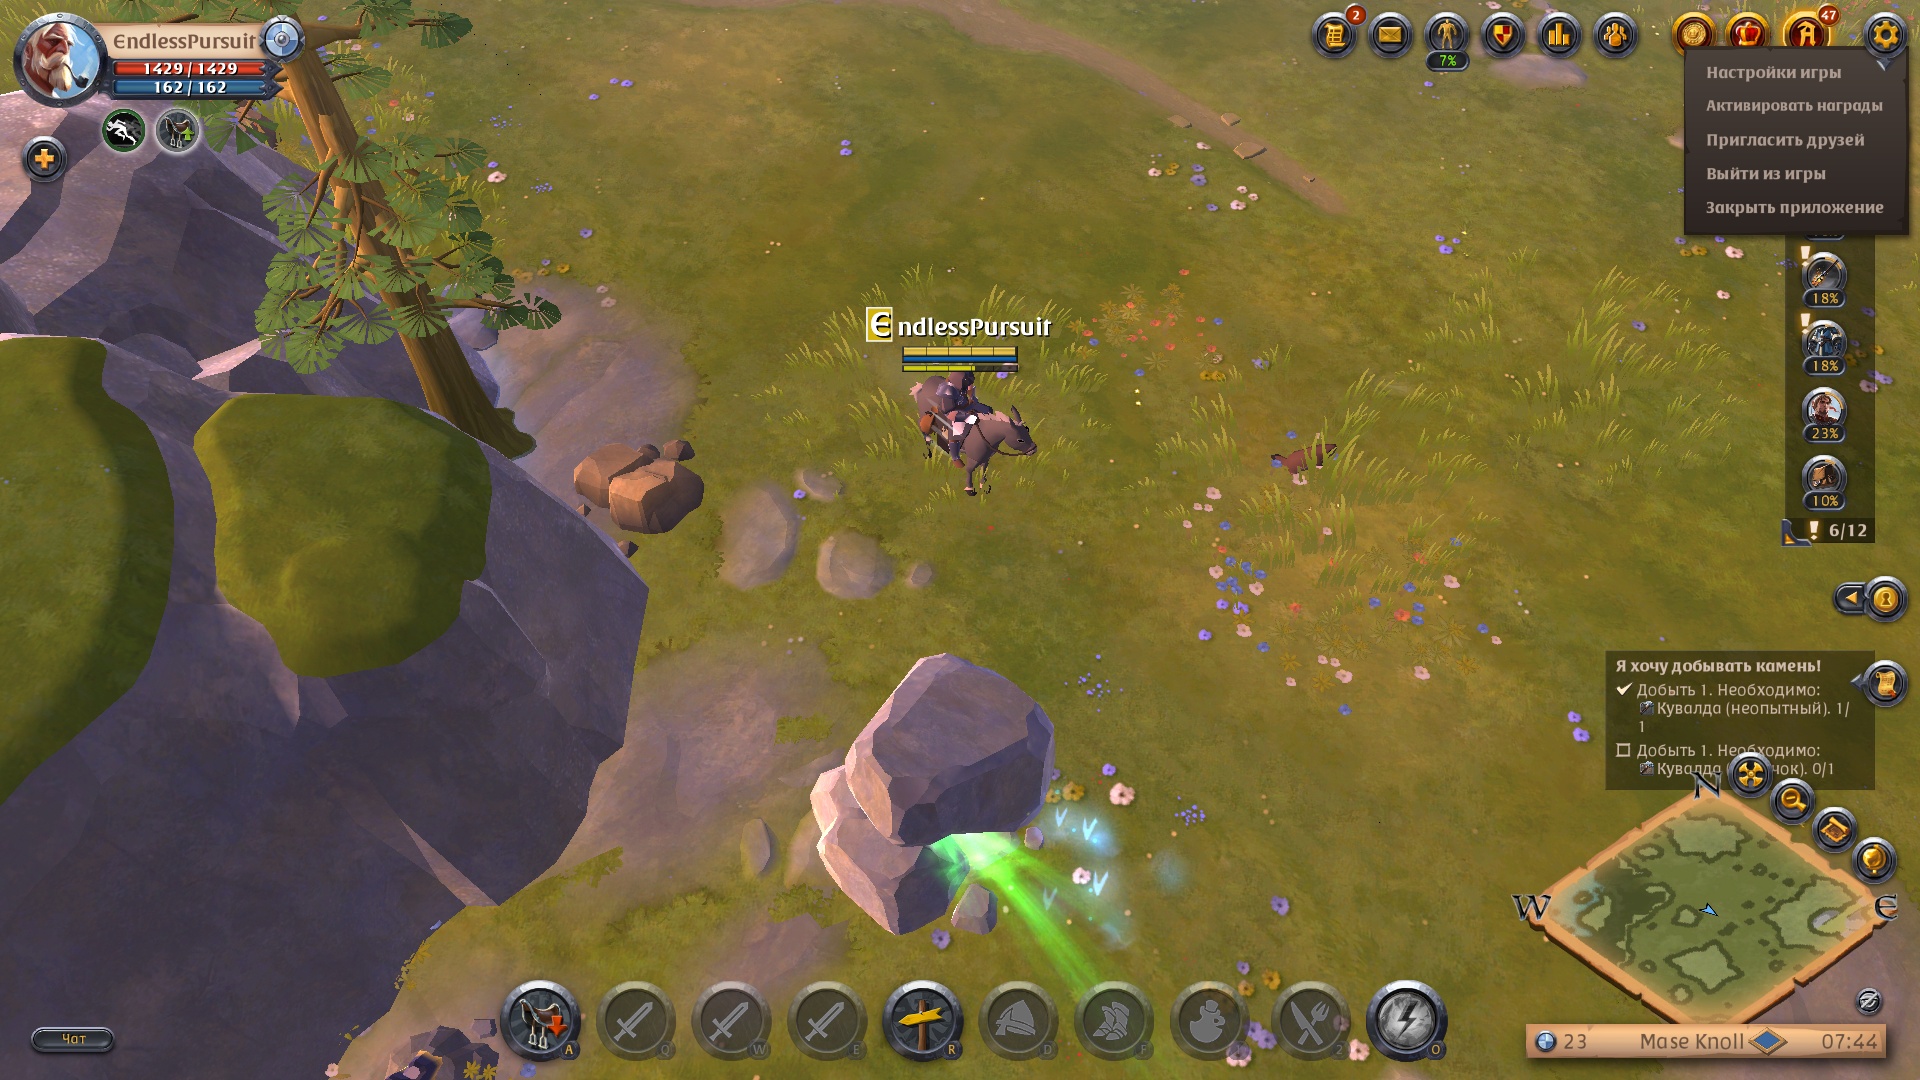 EndlessPursuit
1429 / 1429
162 / 162
2
7%
47
Настройки игры
Активировать награды
Пригласить друзей
Выйти из игры
Закрыть приложение
EndlessPursuit
18%
18%
23%
10%
6/12
Я хочу добывать камень!
Добыть 1. Необходимо:
Кувалда (неопытный). 1/
1
Добыть 1. Необходимо:
Кувалда
чок). 0/1
N
W
E
A
Q
W
E
R
D
F
2
O
Чат
23
Mase Knoll
07:44